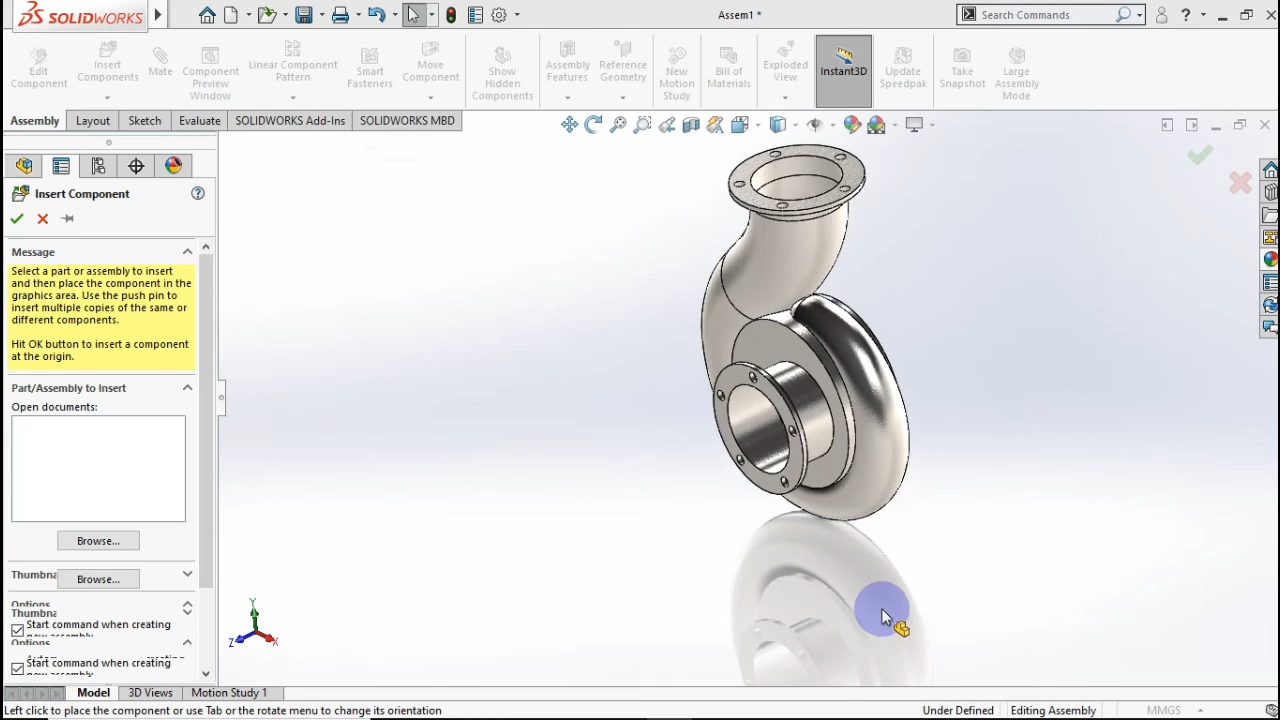 SOLIDWORKS
Assem1 *
Search Commands
?
Edit
Component
Insert
Components
Mate
Component
Preview
Window
Linear Component
Pattern
Smart
Fasteners
Move
Component
Show
Hidden
Components
Assembly
Features
Reference
Geometry
New
Motion
Study
Bill of
Materials
Exploded
View
Instant3D
Update
Speedpak
Take
Snapshot
Large
Assembly
Mode
Assembly
Layout
Sketch
Evaluate
SOLIDWORKS Add-Ins
SOLIDWORKS MBD
Insert Component
?
Message
Select a part or assembly to insert
and then place the component in the
graphics area. Use the push pin to
insert multiple copies of the same or
different components.
Hit OK button to insert a component
at the origin.
Part/Assembly to Insert
Open documents:
Browse...
Thumbna
Browse...
Options
Thumbna
Start command when creating
new assembly
Options
Start command when creating
Y
Z
X
Model
3D Views
Motion Study 1
Left click to place the component or use Tab or the rotate menu to change its orientation
Under Defined
Editing Assembly
MMGS